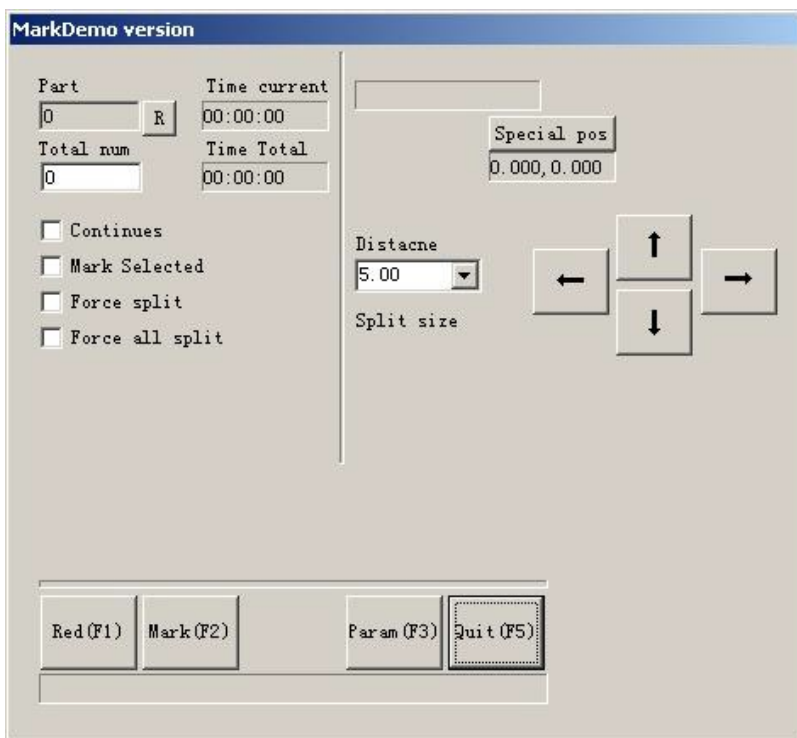 MarkDemo version
Part
Time current
0
R
00:00:00
Total num
Time Total
0
00:00:00
Special pos
0.000,0.000
Continues
Mark Selected
Force split
Force all split
Distacne
5.00
Split size
Red(F1)
Mark(F2)
Param(F3)
Quit(F5)